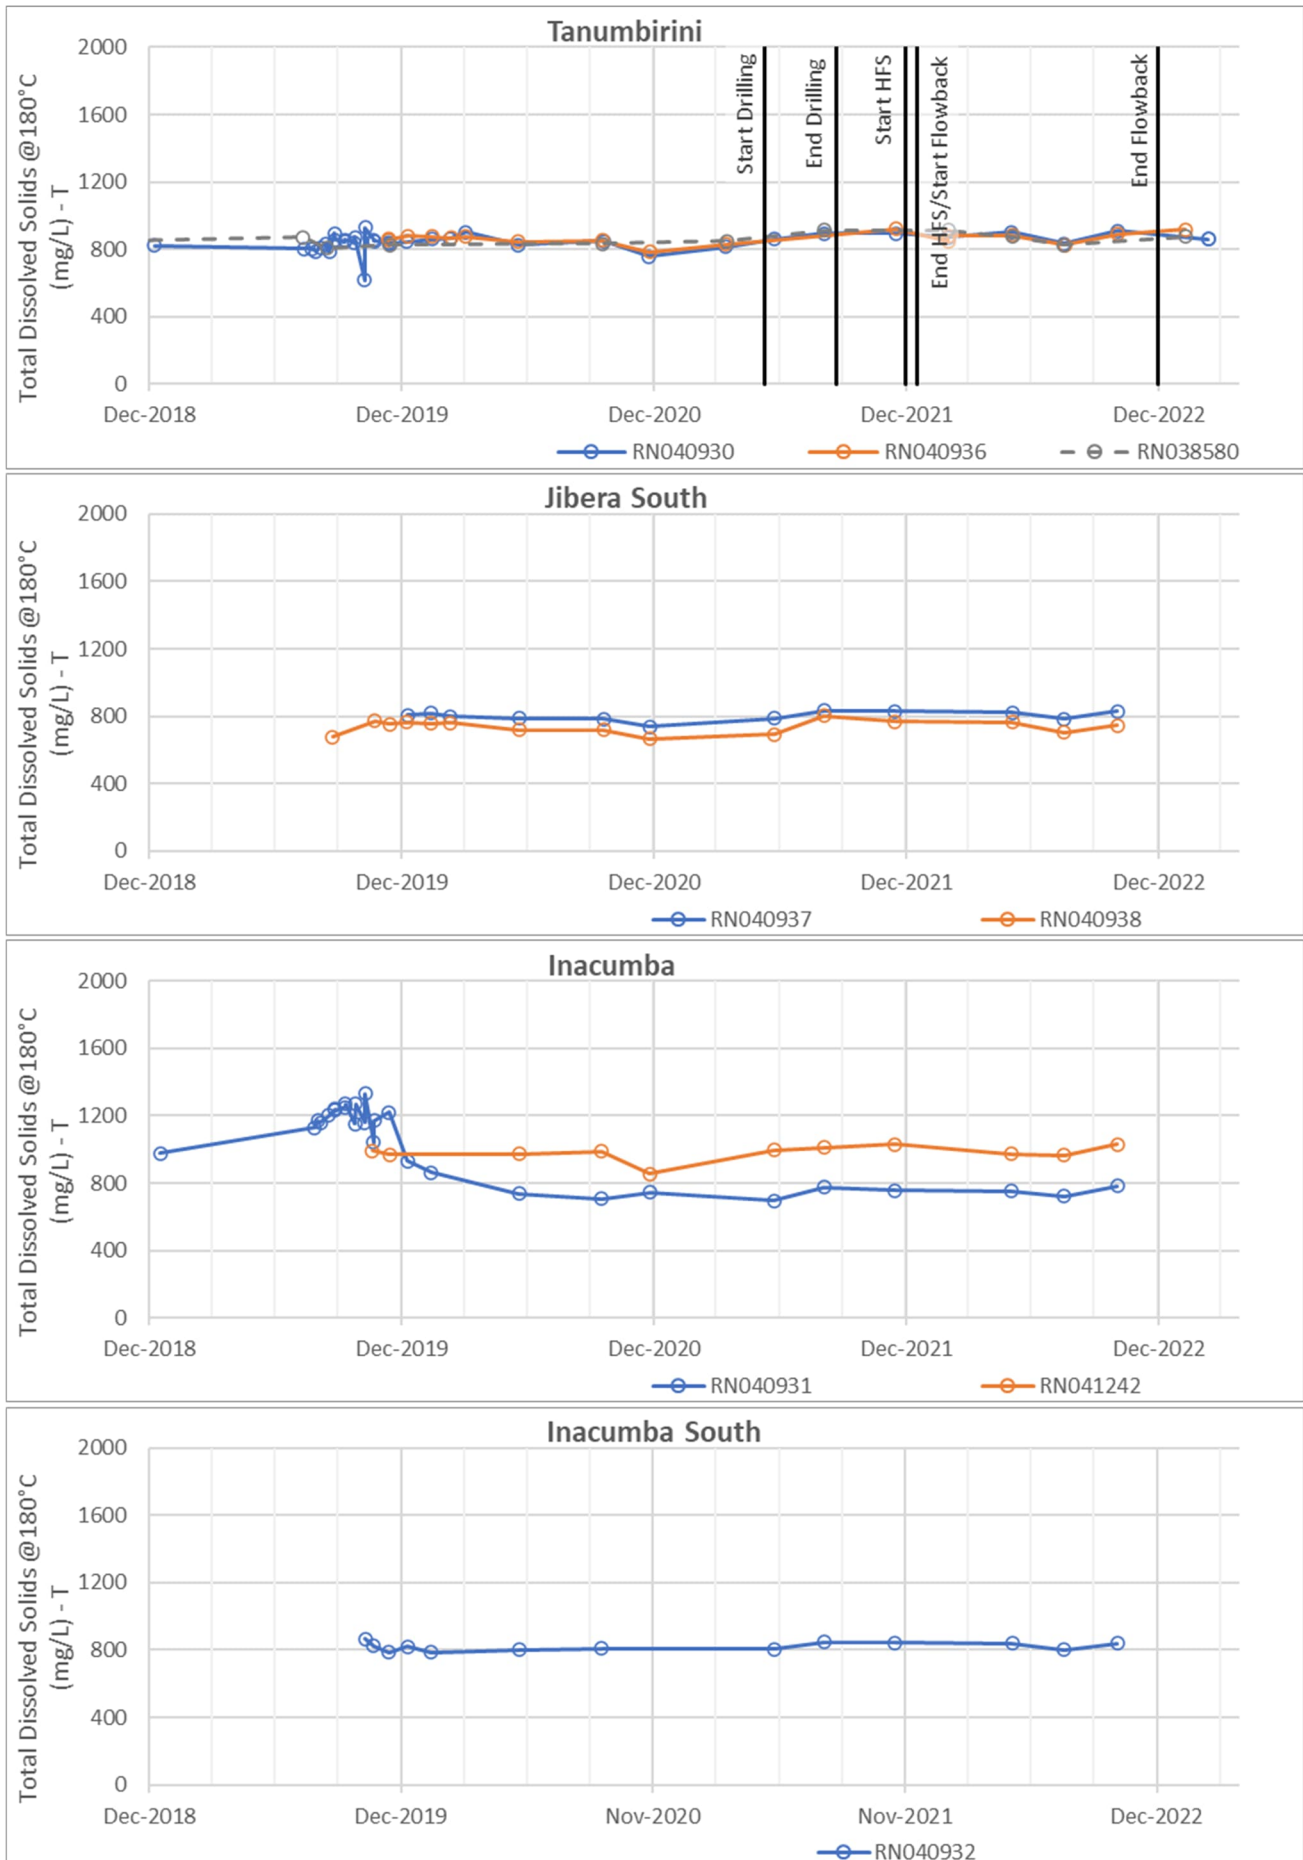 Tanumbirini
Total Dissolved Solids @180°C
(mg/L) - T
2000
1600
1200
800
400
0
Start Drilling
End Drilling
Start HFS
End HFS/Start Flowback
End Flowback
Dec-2018 Dec-2019 Dec-2020 Dec-2021 Dec-2022
RN040930 RN040936 RN038580
Jibera South
Total Dissolved Solids @180°C
(mg/L) - T
2000
1600
1200
800
400
0
Dec-2018 Dec-2019 Dec-2020 Dec-2021 Dec-2022
RN040937 RN040938
Inacumba
Total Dissolved Solids @180°C
(mg/L) - T
2000
1600
1200
800
400
0
Dec-2018 Dec-2019 Dec-2020 Dec-2021 Dec-2022
RN040931 RN041242
Inacumba South
Total Dissolved Solids @180°C
(mg/L) - T
2000
1600
1200
800
400
0
Dec-2018 Dec-2019 Nov-2020 Nov-2021 Dec-2022
RN040932